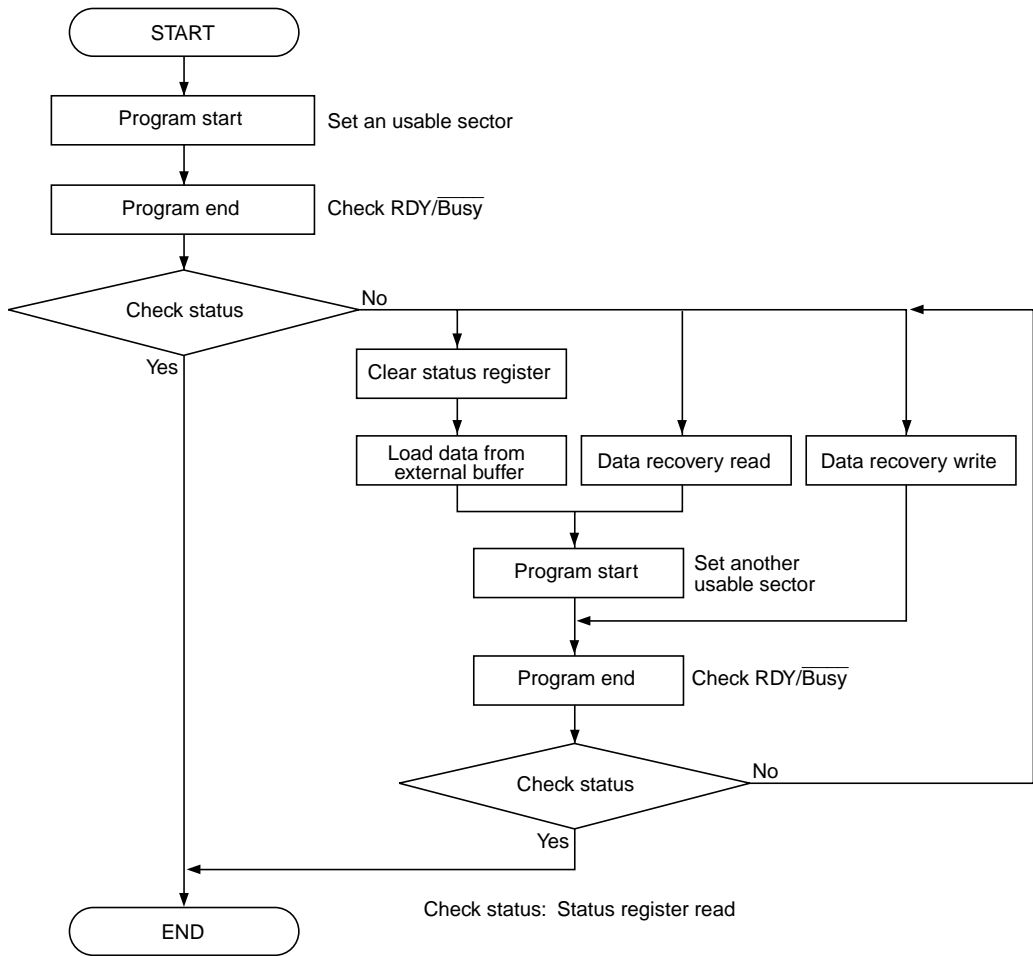 START
Program start
Set an usable sector
Program end
Check RDY/Busy
Check status
No
Yes
Clear status register
Load data from
external buffer
Data recovery read
Data recovery write
Program start
Set another
usable sector
Program end
Check RDY/Busy
Check status
No
Yes
Check status: Status register read
END